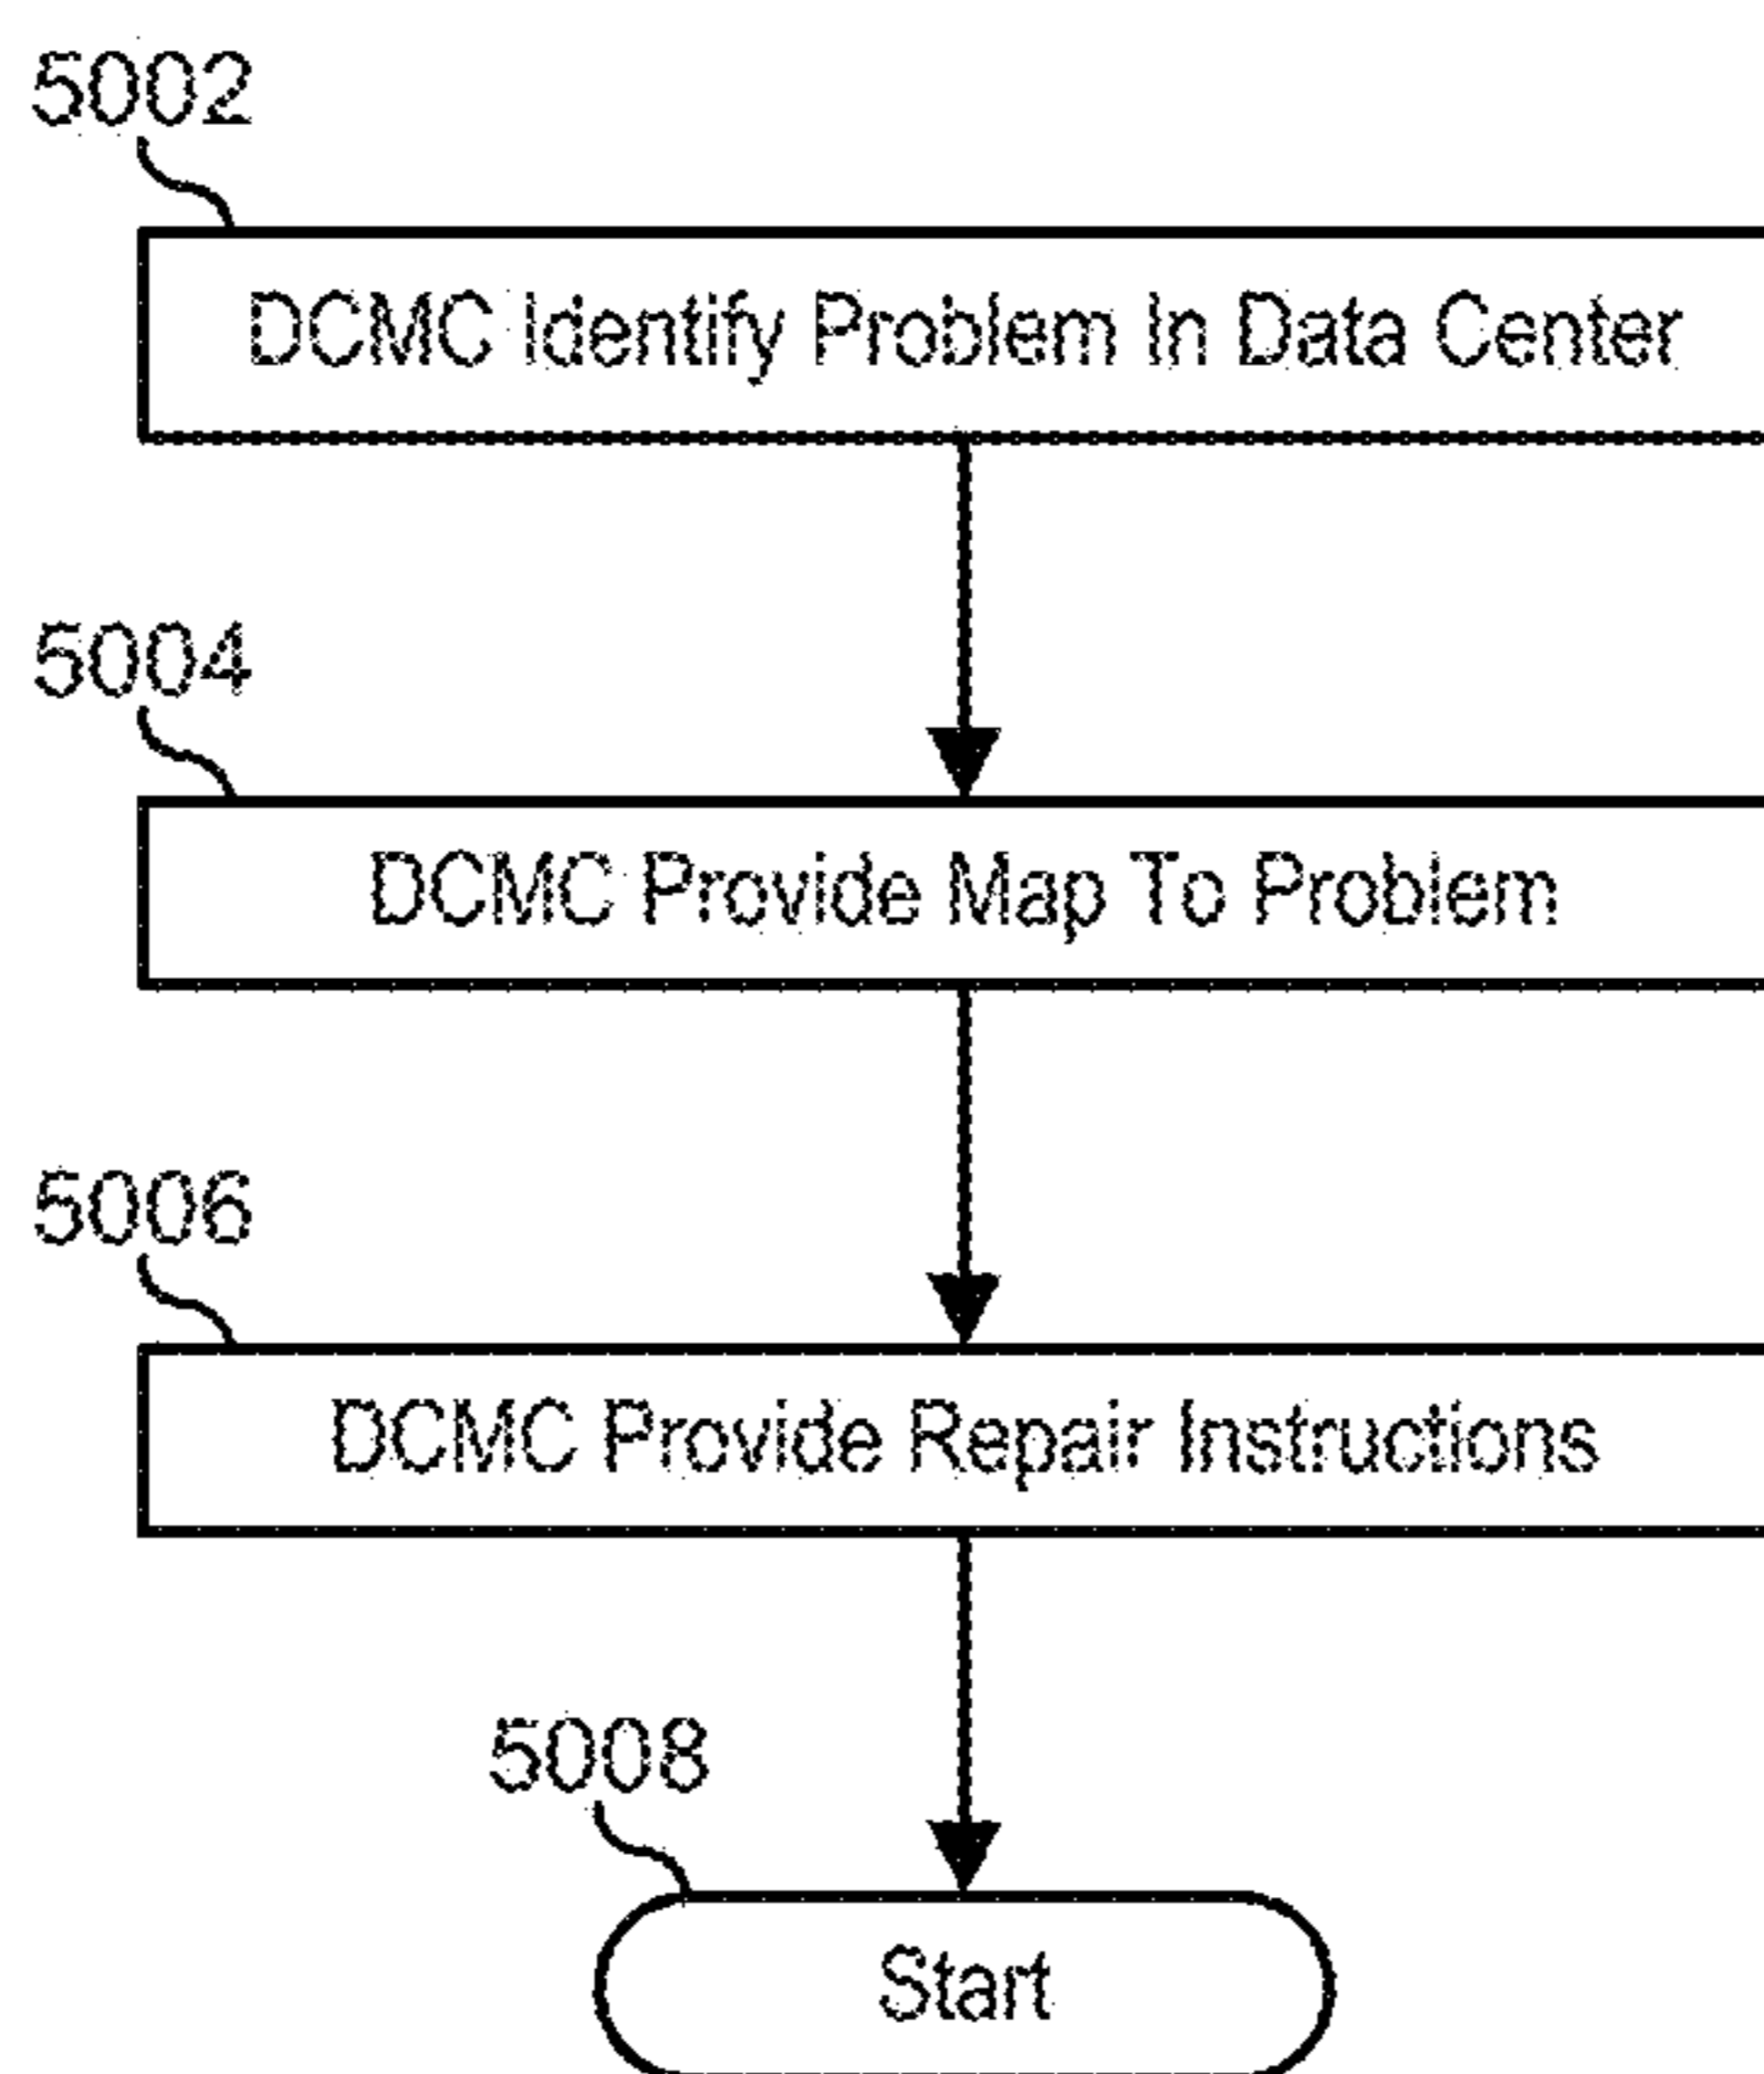 5002
DCMC Identify Problem In Data Center
5004
DCMC Provide Map To Problem
5006
DCMC Provide Repair Instructions
5008
Start